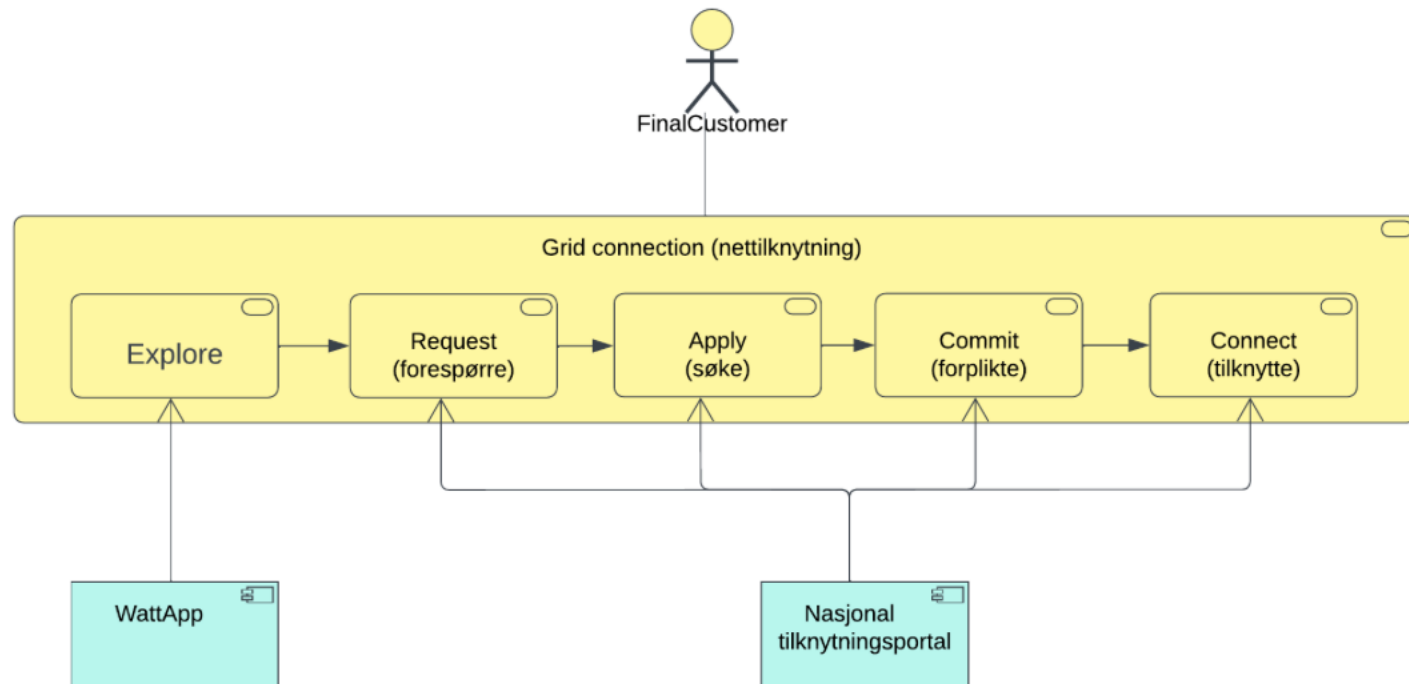 FinalCustomer
Grid connection (nettilknytning)
Explore
Request
(forespørre)
Apply
(søke)
Commit
(forplikte)
Connect
(tilknytte)
WattApp
Nasjonal
tilknytningsportal